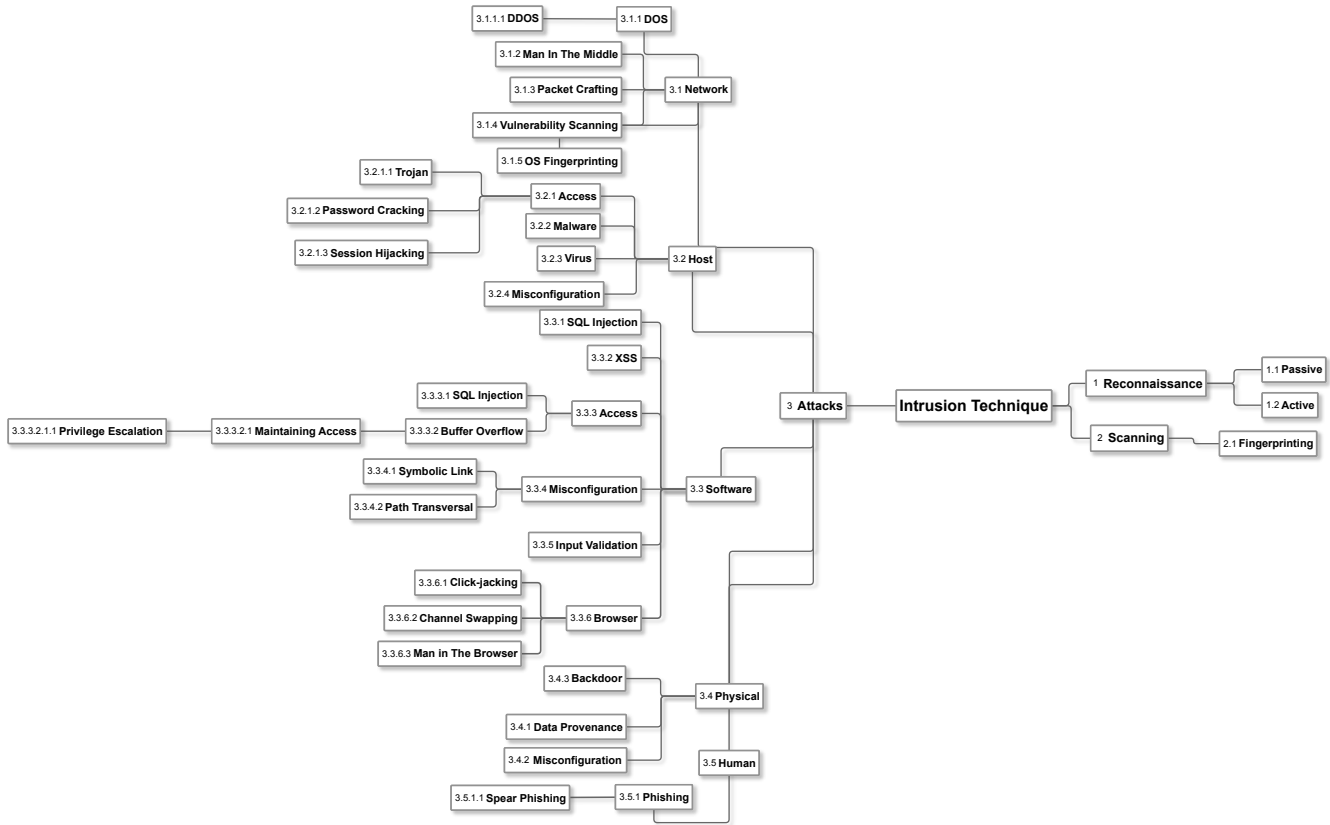 Intrusion Technique
1 Reconnaissance
1.1 Passive
1.2 Active
2 Scanning
2.1 Fingerprinting
3 Attacks
3.1 Network
3.1.1 DOS
3.1.1.1 DDOS
3.1.2 Man In The Middle
3.1.3 Packet Crafting
3.1.4 Vulnerability Scanning
3.1.5 OS Fingerprinting
3.2 Host
3.2.1 Access
3.2.1.1 Trojan
3.2.1.2 Password Cracking
3.2.1.3 Session Hijacking
3.2.2 Malware
3.2.3 Virus
3.2.4 Misconfiguration
3.3 Software
3.3.1 SQL Injection
3.3.2 XSS
3.3.3 Access
3.3.3.1 SQL Injection
3.3.3.2 Buffer Overflow
3.3.3.2.1 Maintaining Access
3.3.3.2.1.1 Privilege Escalation
3.3.4 Misconfiguration
3.3.4.1 Symbolic Link
3.3.4.2 Path Transversal
3.3.5 Input Validation
3.3.6 Browser
3.3.6.1 Click-jacking
3.3.6.2 Channel Swapping
3.3.6.3 Man in The Browser
3.4 Physical
3.4.3 Backdoor
3.4.1 Data Provenance
3.4.2 Misconfiguration
3.5 Human
3.5.1 Phishing
3.5.1.1 Spear Phishing